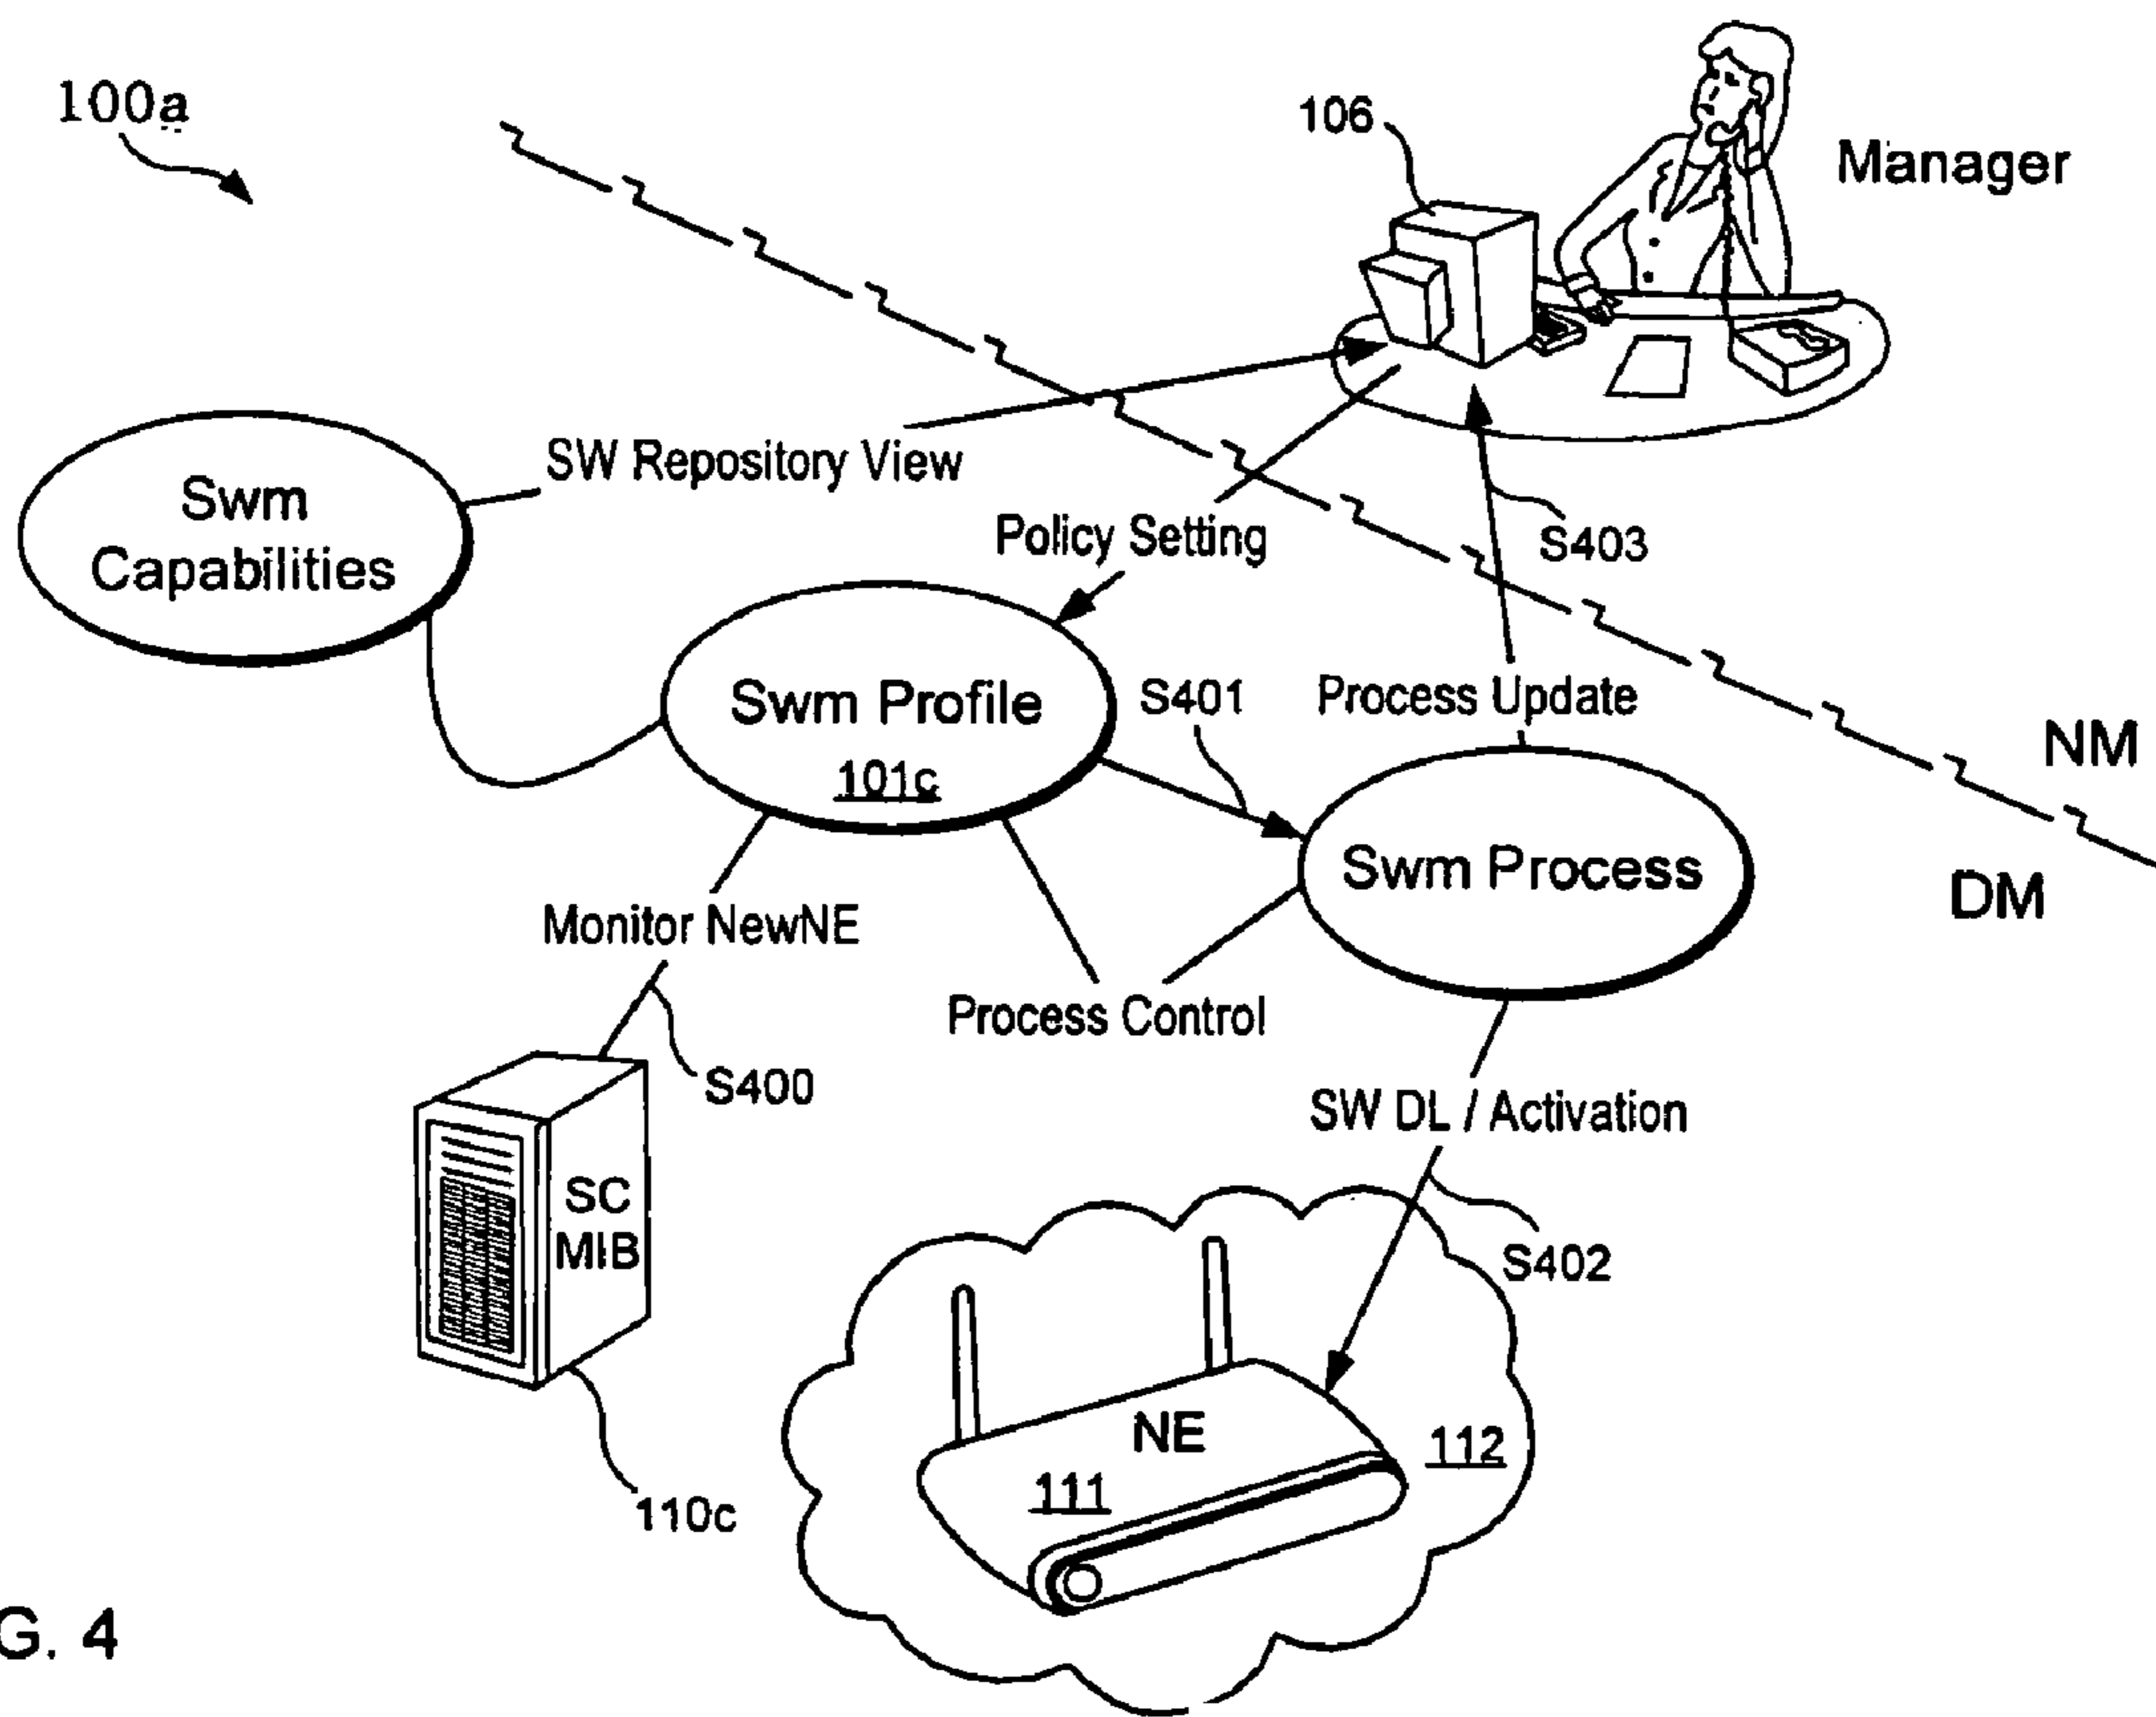 100a
106
Manager
SW Repository View
Swm
Capabilities
Policy Setting
S403
Swm Profile
101c
S401
Process Update
NM
Swm Process
DM
Monitor NewNE
Process Control
S400
SW DL / Activation
SC
MIB
S402
NE
111
112
110c
G. 4